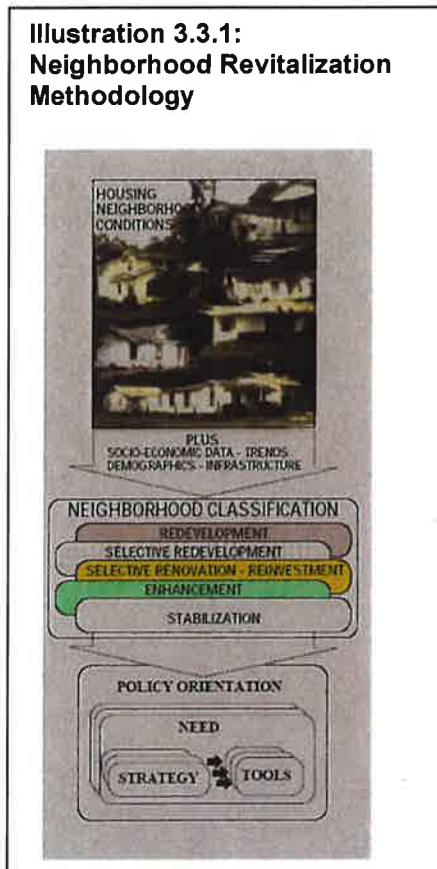 Illustration 3.3.1:
Neighborhood Revitalization
Methodology
HOUSING
NEIGHBORHOOD
CONDITIONS
PLUS
SOCIO-ECONOMIC DATA - TRENDS
DEMOGRAPHICS - INFRASTRUCTURE
NEIGHBORHOOD CLASSIFICATION
REDEVELOPMENT
SELECTIVE REDEVELOPMENT
SELECTIVE RENOVATION - REINVESTMENT
ENHANCEMENT
STABILIZATION
POLICY ORIENTATION
NEED
STRATEGY TOOLS